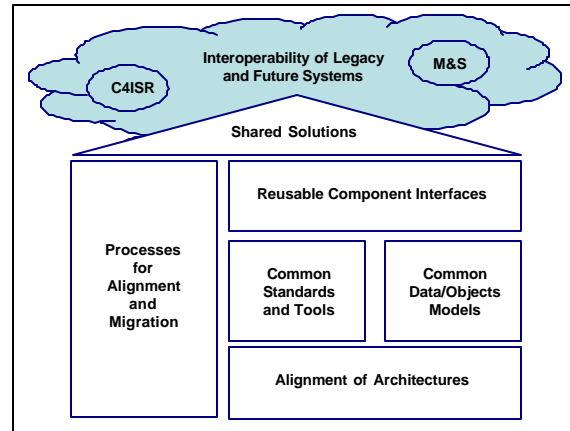 Interoperability of Legacy
and Future Systems
M&S
C4ISR
Shared Solutions
Processes
for
Alignment
and
Migration
Reusable Component Interfaces
Common
Standards
and Tools
Common
Data/Objects
Models
Alignment of Architectures